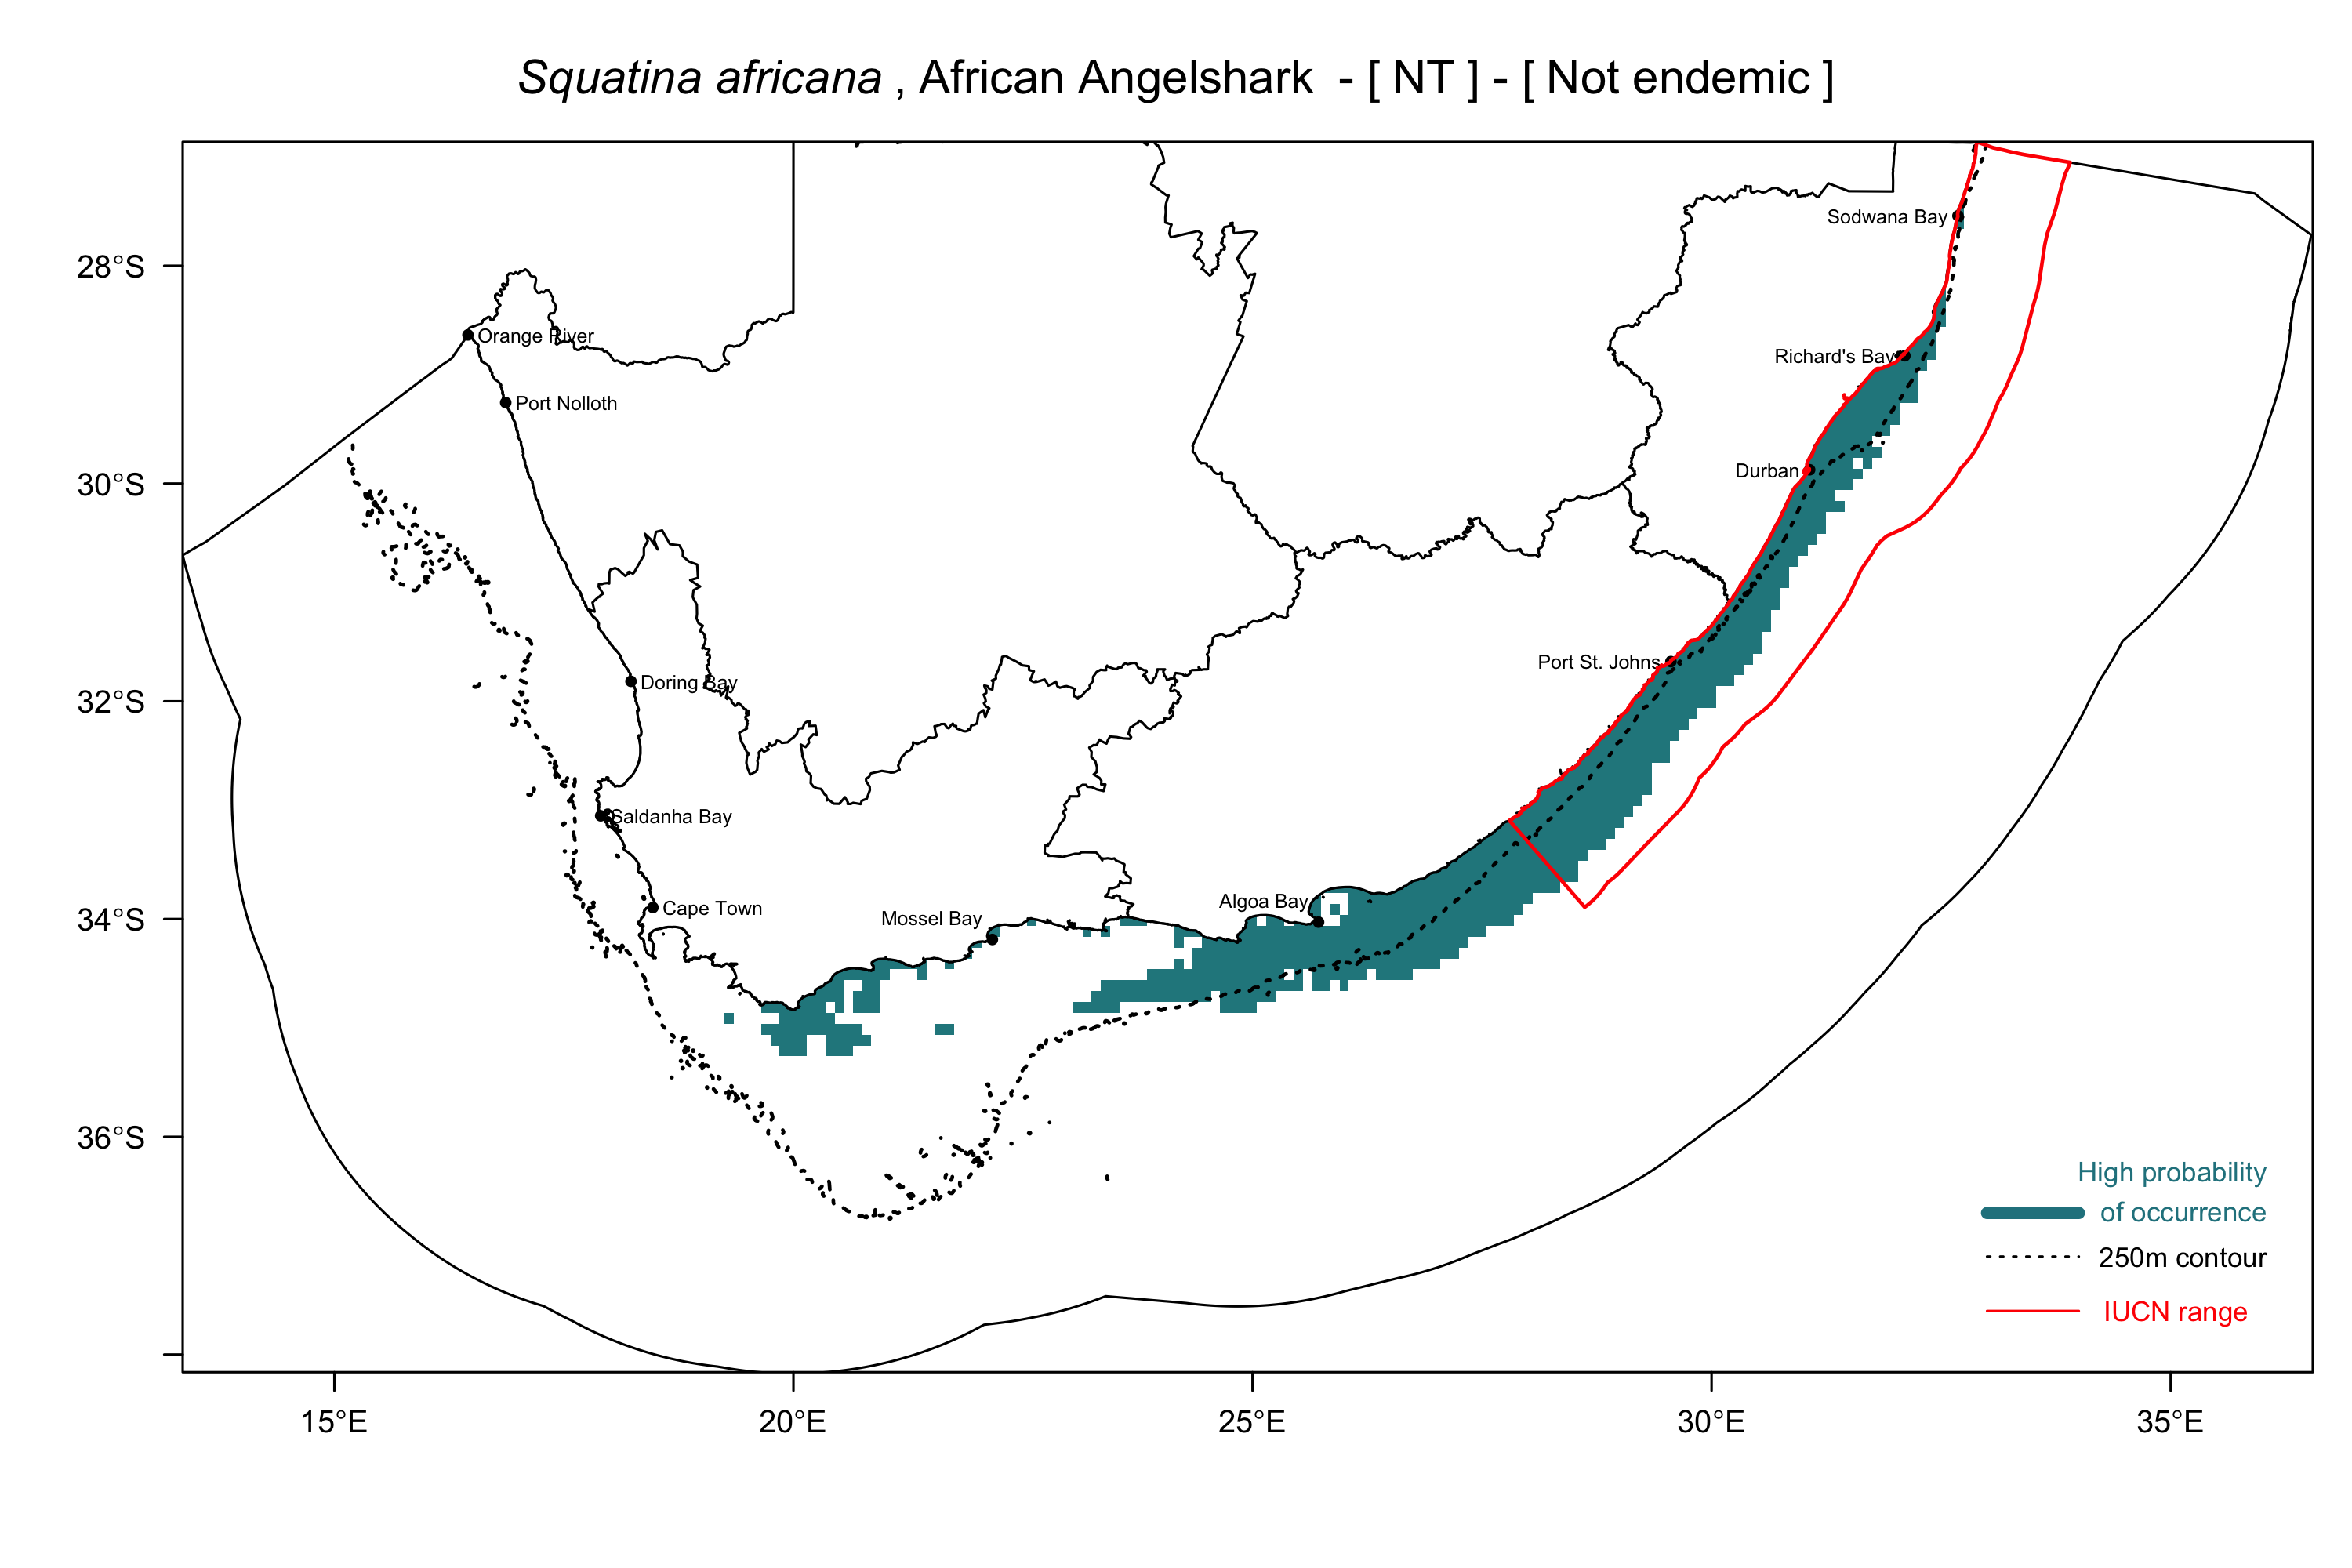 Squatina africana , African Angelshark - [ NT ] - [ Not endemic ]
Sodwana Bay
28°S
Orange River
Richard's Bay
Port Nolloth
Durban
30°S
Port St. Johns
Doring Bay
32°S
Saldanha Bay
Algoa Bay
Cape Town
Mossel Bay
34°S
36°S
High probability
of occurrence
250m contour
IUCN range
15°E
20°E
25°E
30°E
35°E